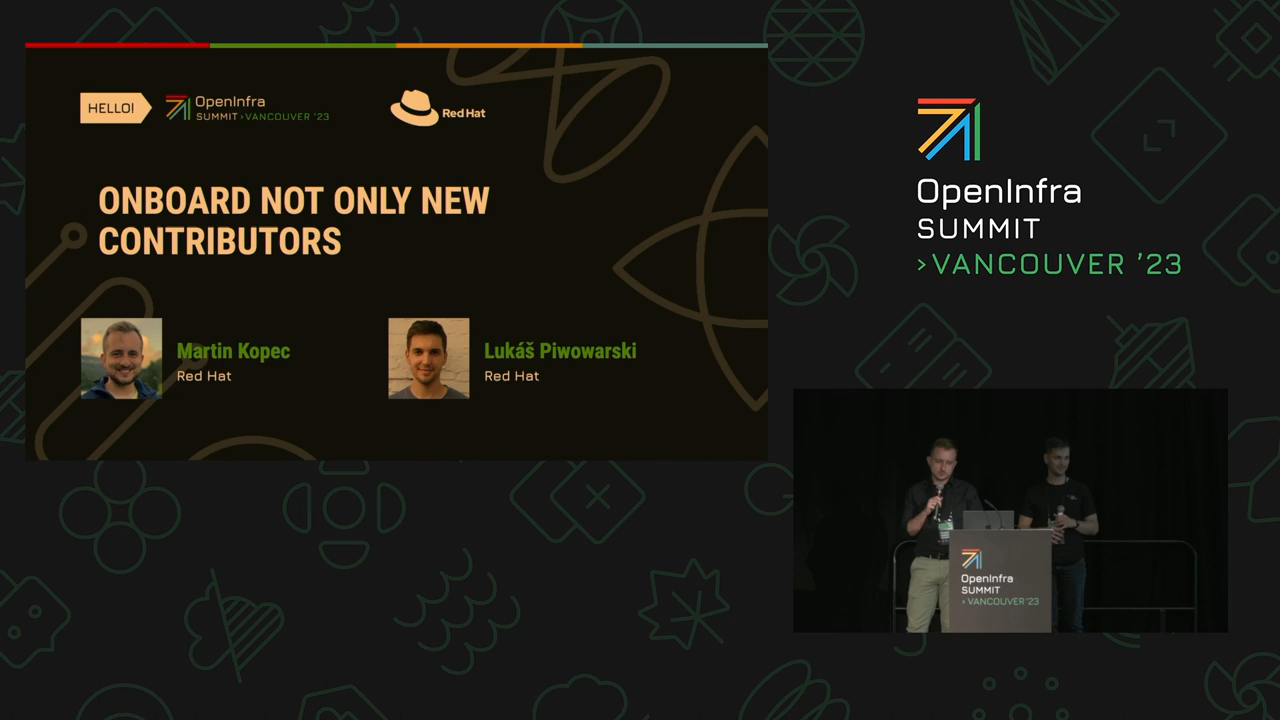 HELLO!
OpenInfra
SUMMIT›VANCOUVER ’23
Red Hat
ONBOARD NOT ONLY NEW
CONTRIBUTORS
Martin Kopec
Red Hat
Lukáš Piwowarski
Red Hat
OpenInfra
SUMMIT
›VANCOUVER ’23
OpenInfra
SUMMIT
›VANCOUVER ’23